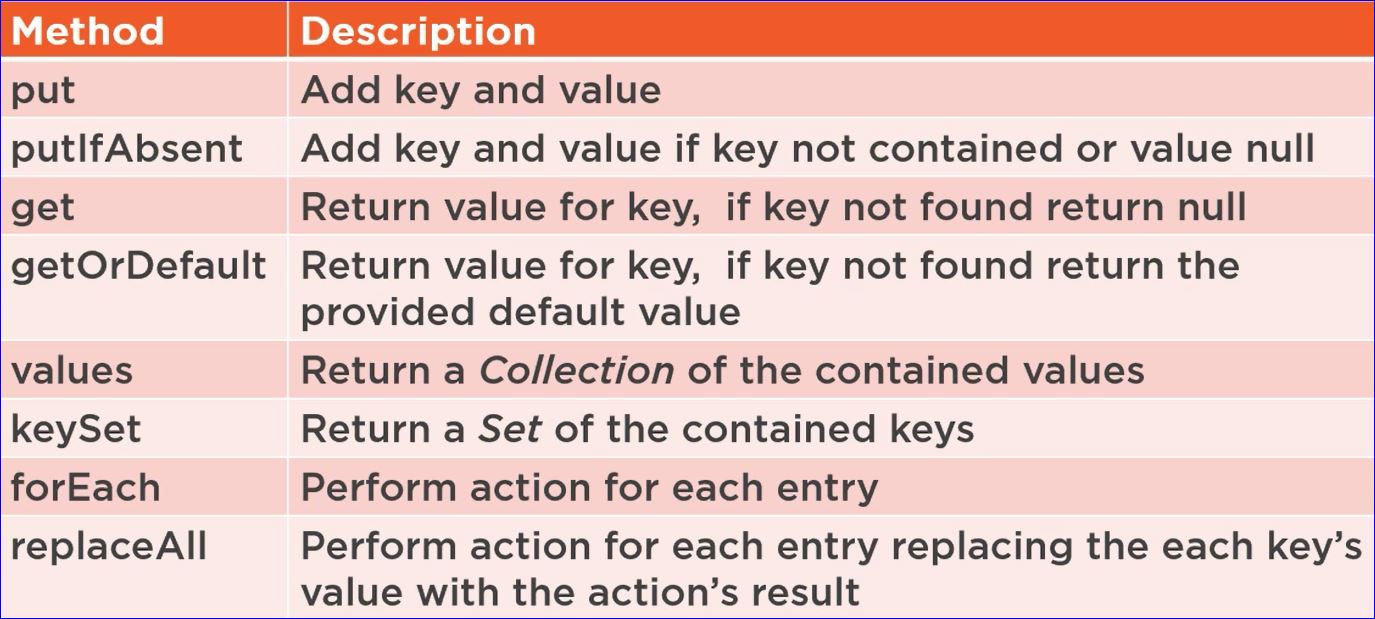 Method Description
put Add key and value
putIfAbsent Add key and value if key not contained or value null
get Return value for key,  if key not found return null
getOrDefault Return value for key,  if key not found return the
provided default value
values Return a Collection of the contained values
keySet Return a Set of the contained keys
forEach Perform action for each entry
replaceAll Perform action for each entry replacing the each key’s
value with the action’s result